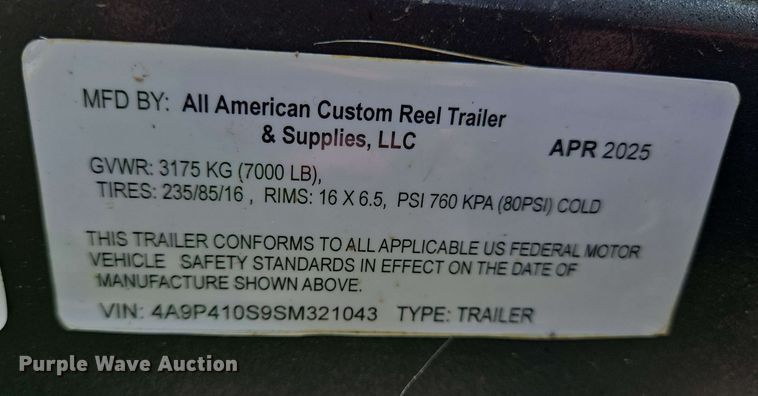 MFD BY: All American Custom Reel Trailer
& Supplies, LLC
APR 2025
GVWR: 3175 KG (7000 LB),
TIRES: 235/85/16 , RIMS: 16 X 6.5, PSI 760 KPA (80PSI) COLD
THIS TRAILER CONFORMS TO ALL APPLICABLE US FEDERAL MOTOR
VEHICLE SAFETY STANDARDS IN EFFECT ON THE DATE OF
MANUFACTURE SHOWN ABOVE.
VIN: 4A9P410S9SM321043 TYPE: TRAILER
Purple Wave Auction